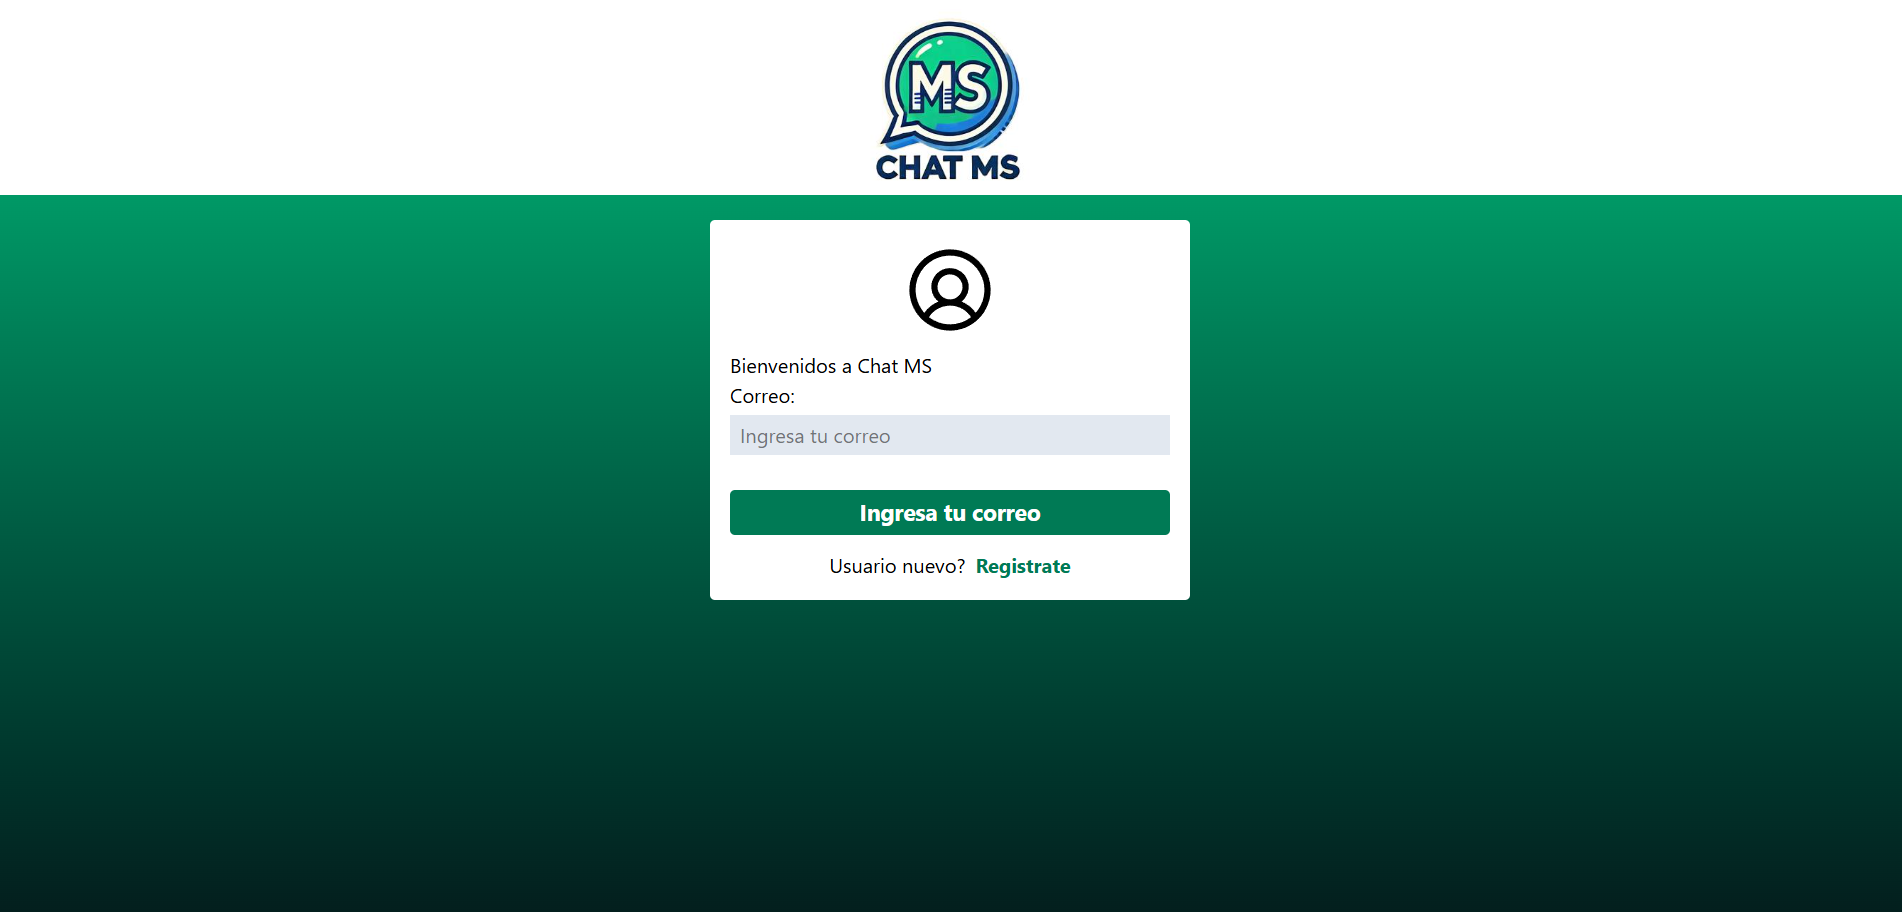 MS
CHAT MS
Bienvenidos a Chat MS
Correo:
Ingresa tu correo
Ingresa tu correo
Usuario nuevo? Registrate